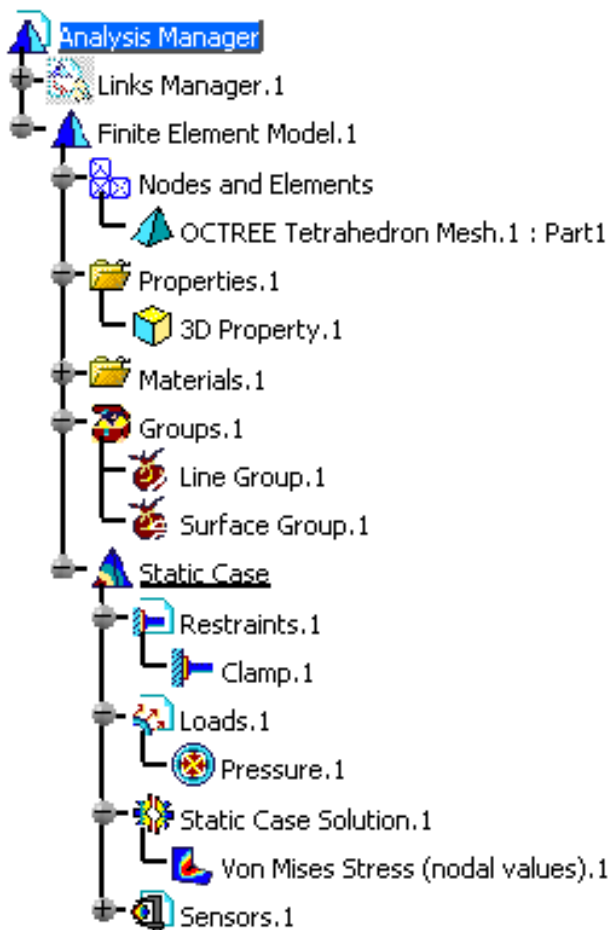 Analysis Manager
Links Manager.1
Finite Element Model.1
Nodes and Elements
OCTREE Tetrahedron Mesh.1 : Part1
Properties.1
3D Property.1
Materials.1
Groups.1
Line Group.1
Surface Group.1
Static Case
Restraints.1
Clamp.1
Loads.1
Pressure.1
Static Case Solution.1
Von Mises Stress (nodal values).1
Sensors.1